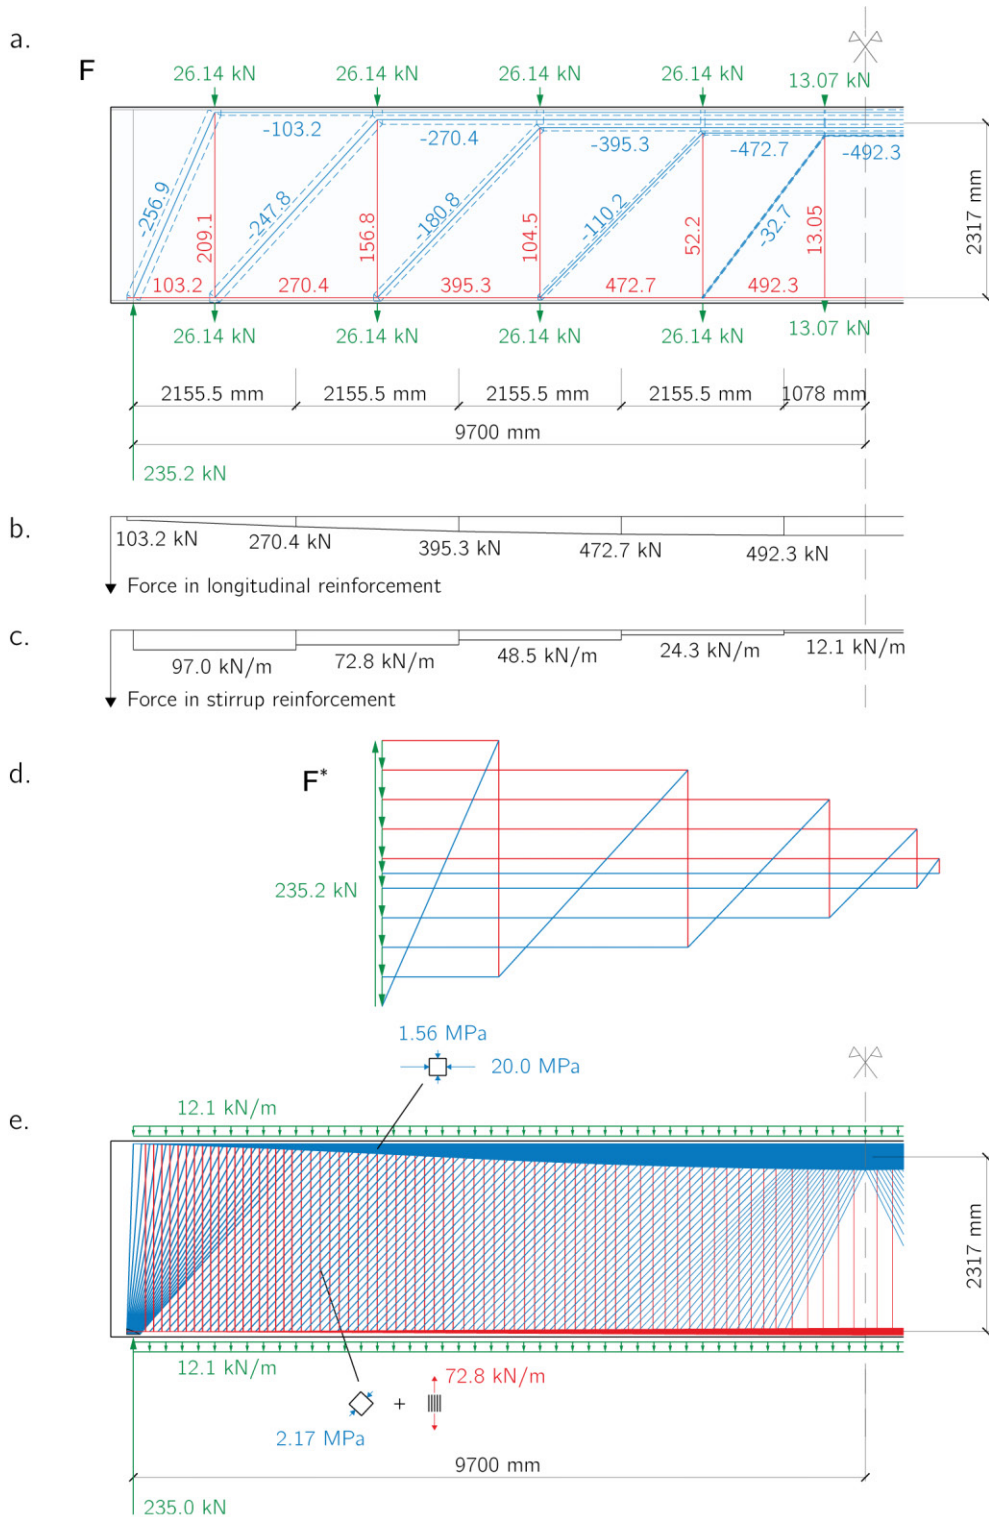 a.
F
26.14 kN 26.14 kN 26.14 kN 26.14 kN 13.07 kN
-103.2 -270.4 -395.3 -472.7 -492.3
-256.9 -247.8 -180.8 -110.2 -32.7
209.1 156.8 104.5 52.2 13.05
2317 mm
103.2 270.4 395.3 472.7 492.3
26.14 kN 26.14 kN 26.14 kN 26.14 kN 13.07 kN
2155.5 mm 2155.5 mm 2155.5 mm 2155.5 mm 1078 mm
9700 mm
235.2 kN
b.
103.2 kN 270.4 kN 395.3 kN 472.7 kN 492.3 kN
Force in longitudinal reinforcement
c.
97.0 kN/m 72.8 kN/m 48.5 kN/m 24.3 kN/m 12.1 kN/m
Force in stirrup reinforcement
d.
F*
235.2 kN
1.56 MPa
20.0 MPa
e.
12.1 kN/m
2317 mm
12.1 kN/m
72.8 kN/m
+
2.17 MPa
9700 mm
235.0 kN